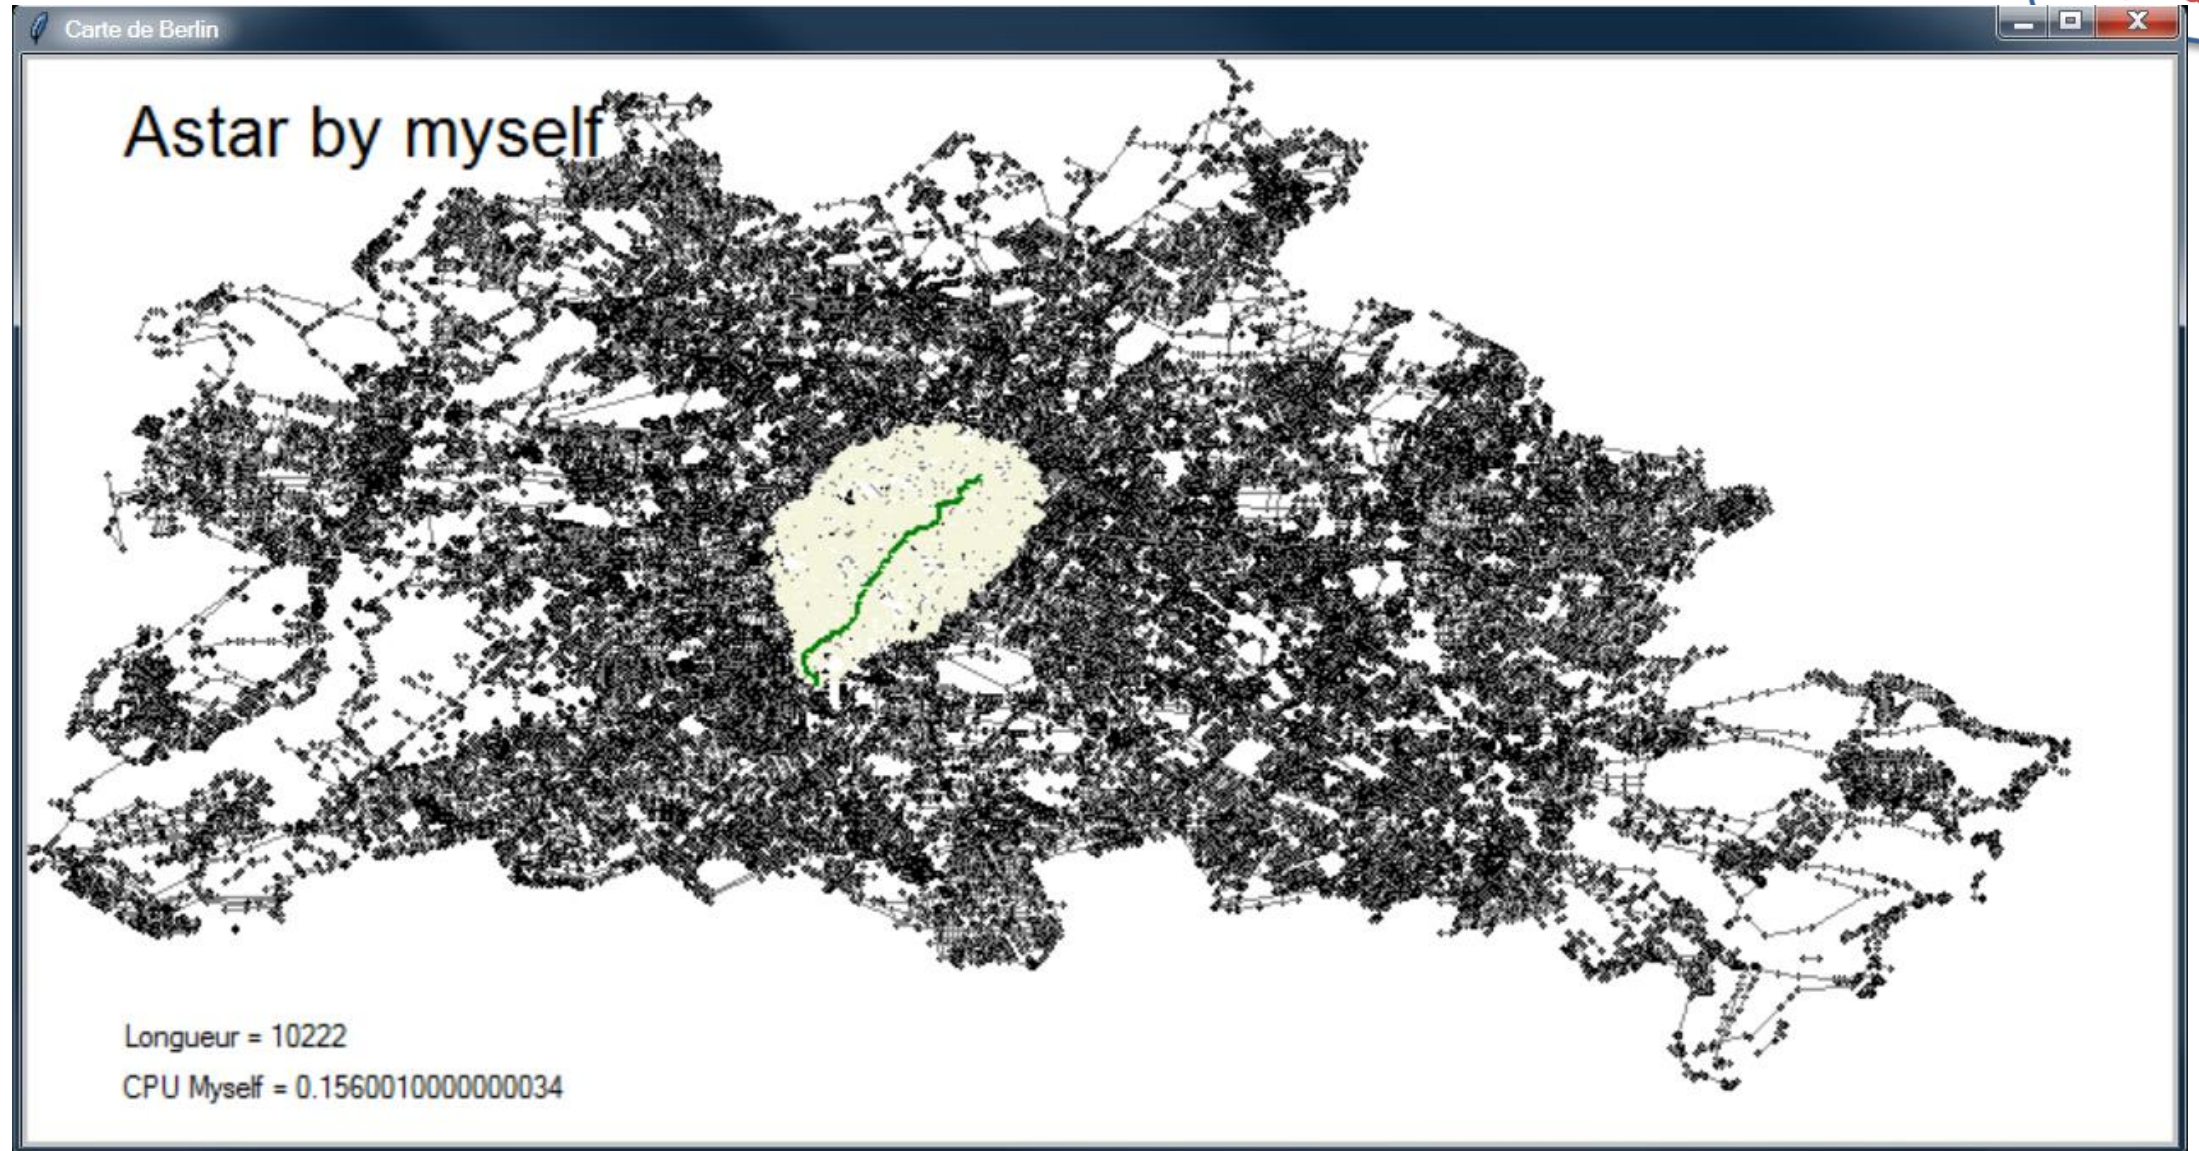 Carte de Berlin
Astar by myself
Longueur = 10222
CPU Myself = 0.1560010000000034